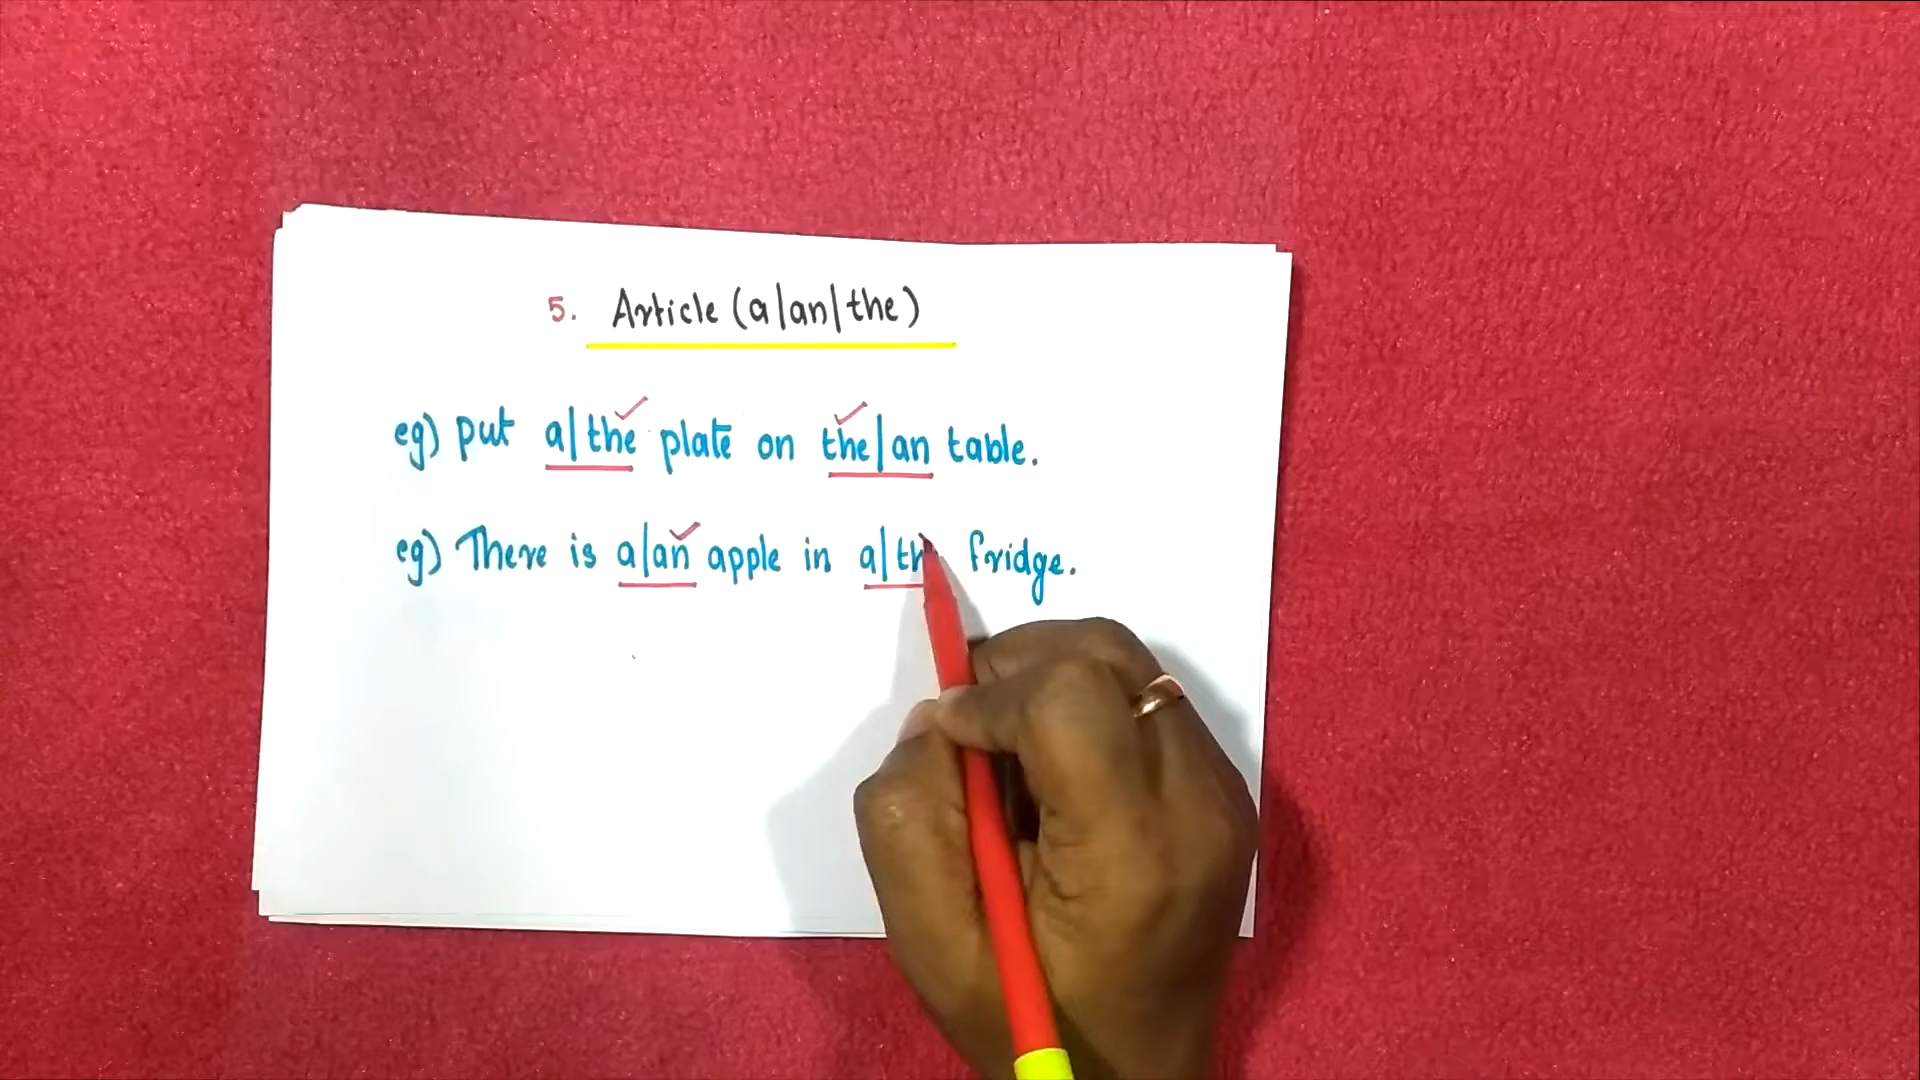 5. Article (a/an/the)
eg) Put a/the plate on the/an table.
eg) There is a/an apple in a/th fridge.